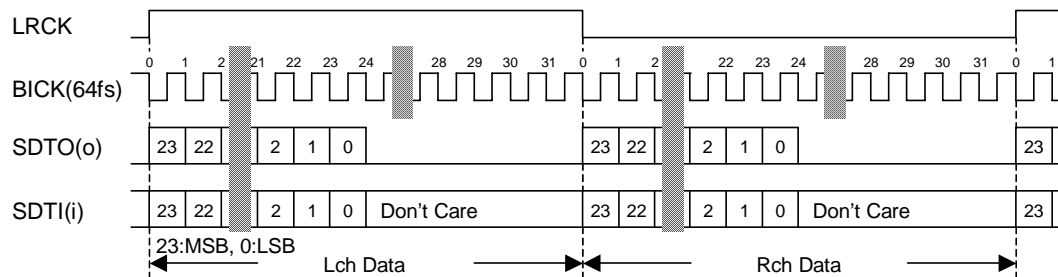 LRCK
0 1 2 21 22 23 24 28 29 30 31 0 1 2 22 23 24 28 29 30 31 0 1
BICK(64fs)
SDTO(o) 23 22 2 1 0 23 22 2 1 0 23
SDTI(i) 23 22 2 1 0 Don't Care 23 22 2 1 0 Don't Care 23
23:MSB, 0:LSB
Lch Data Rch Data